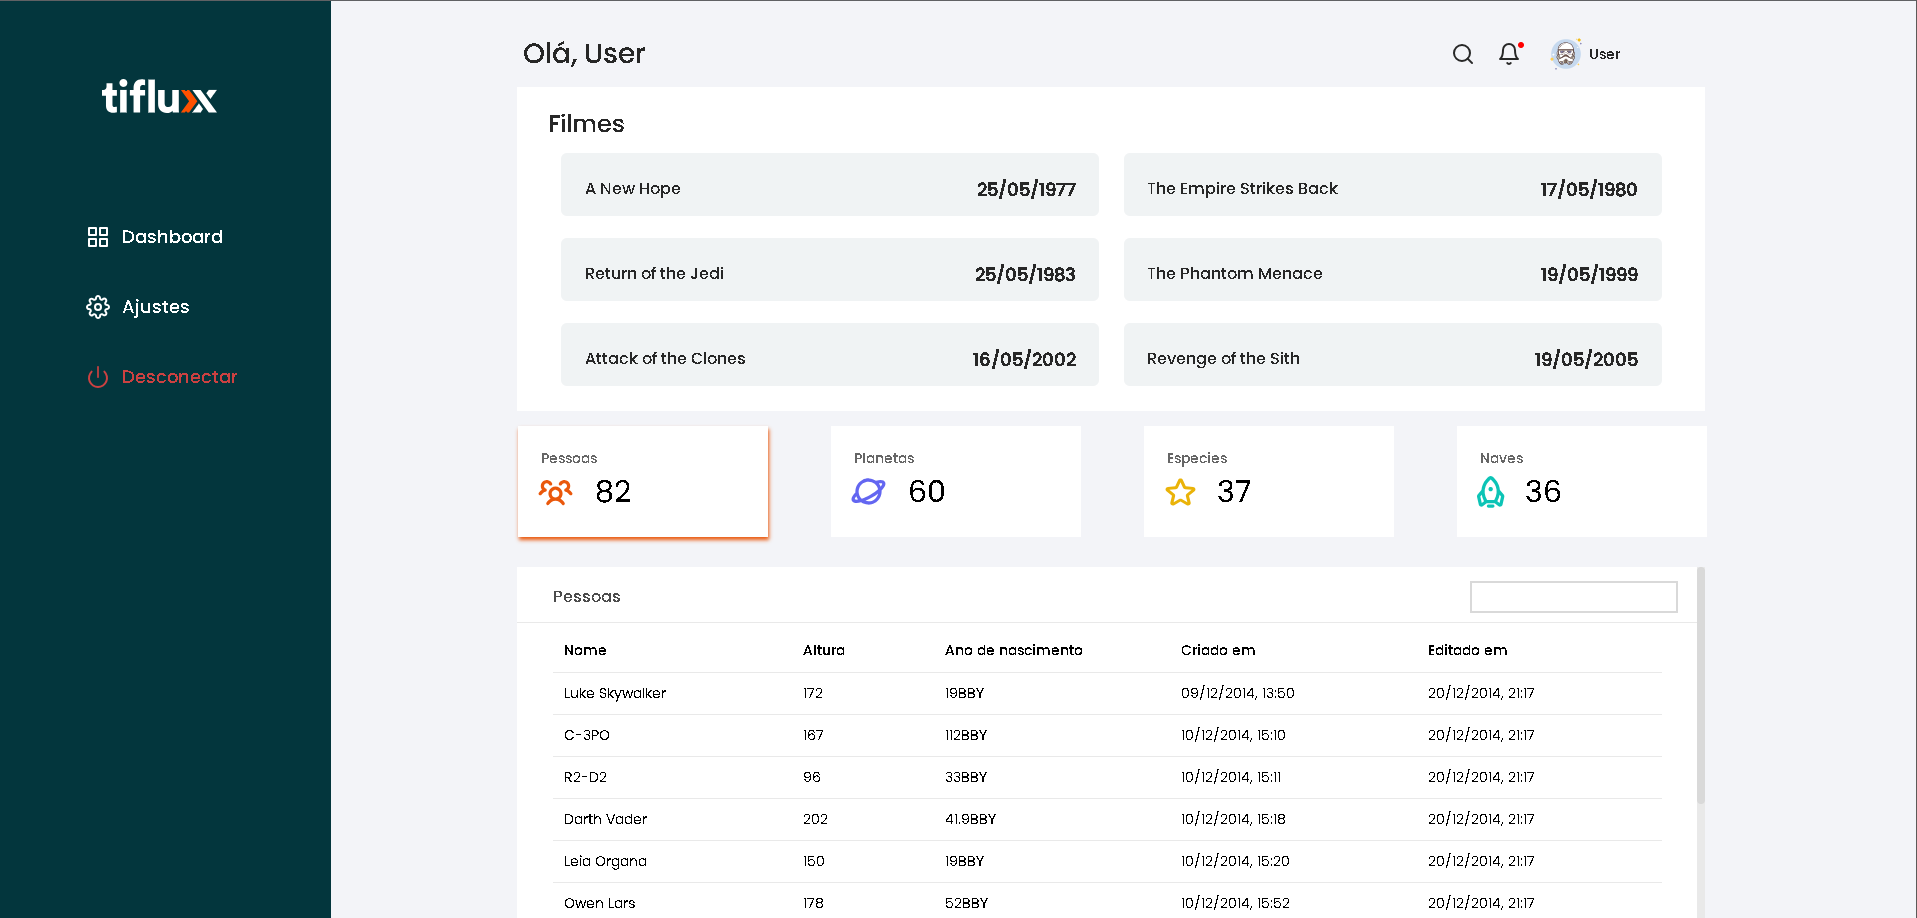 tiflux
Dashboard
Ajustes
Desconectar
Olá, User
User
Filmes
A New Hope 25/05/1977
The Empire Strikes Back 17/05/1980
Return of the Jedi 25/05/1983
The Phantom Menace 19/05/1999
Attack of the Clones 16/05/2002
Revenge of the Sith 19/05/2005
Pessoas
82
Planetas
60
Especies
37
Naves
36
Pessoas
Nome Altura Ano de nascimento Criado em Editado em
Luke Skywalker 172 19BBY 09/12/2014, 13:50 20/12/2014, 21:17
C-3PO 167 112BBY 10/12/2014, 15:10 20/12/2014, 21:17
R2-D2 96 33BBY 10/12/2014, 15:11 20/12/2014, 21:17
Darth Vader 202 41.9BBY 10/12/2014, 15:18 20/12/2014, 21:17
Leia Organa 150 19BBY 10/12/2014, 15:20 20/12/2014, 21:17
Owen Lars 178 52BBY 10/12/2014, 15:52 20/12/2014, 21:17